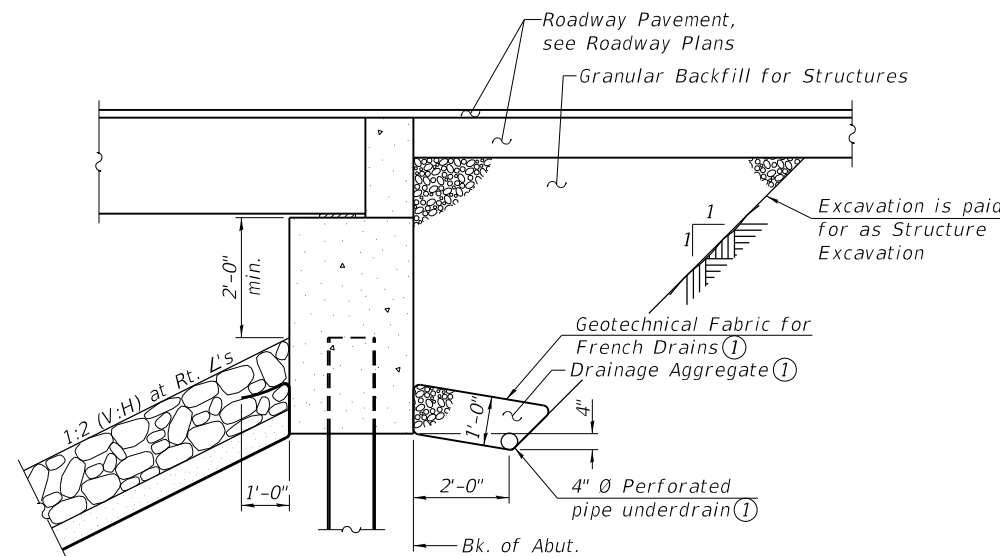 Roadway Pavement,
see Roadway Plans
Granular Backfill for Structures
1
1
Excavation is paid
for as Structure
Excavation
2'-0"
min.
Geotechnical Fabric for
French Drains 1
Drainage Aggregate 1
1:2 (V:H) at Rt. ∠'s
1'-0"
4"
1'-0"
2'-0"
4" Ø Perforated
pipe underdrain 1
Bk. of Abut.